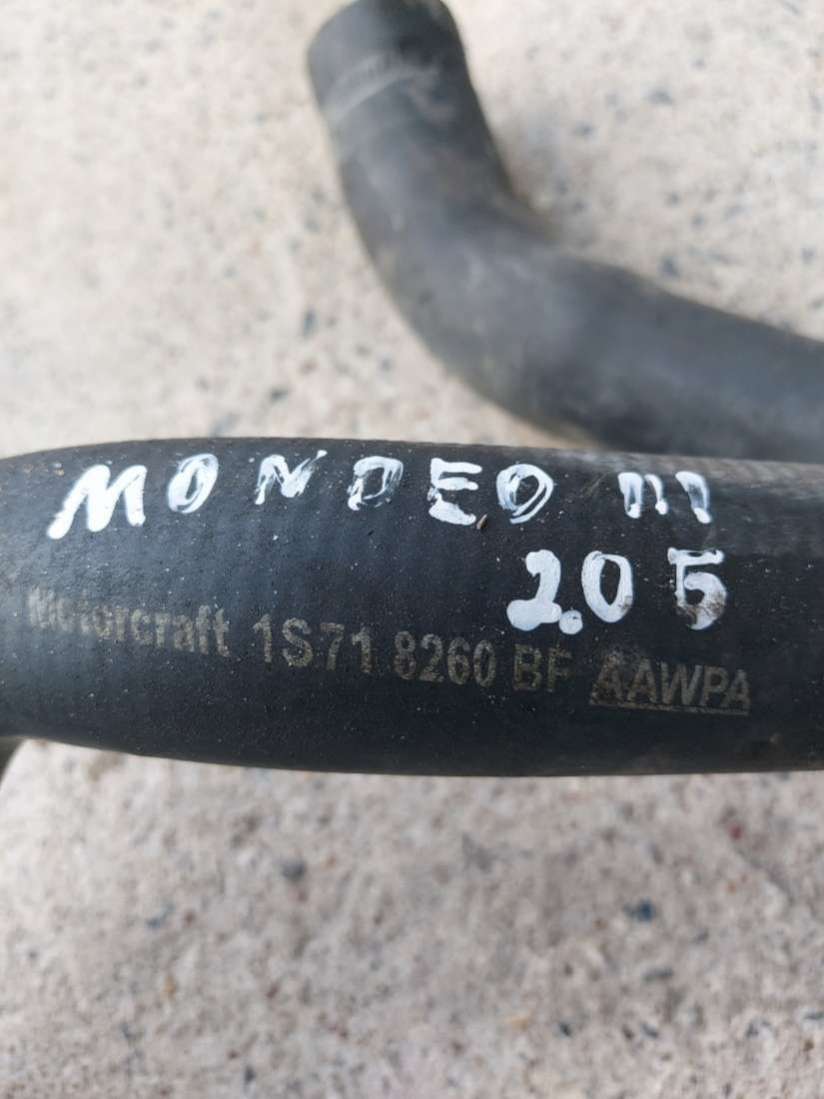 MONDEO III
2.0 Б
Motorcraft 1S71 8260 BF AAWPA